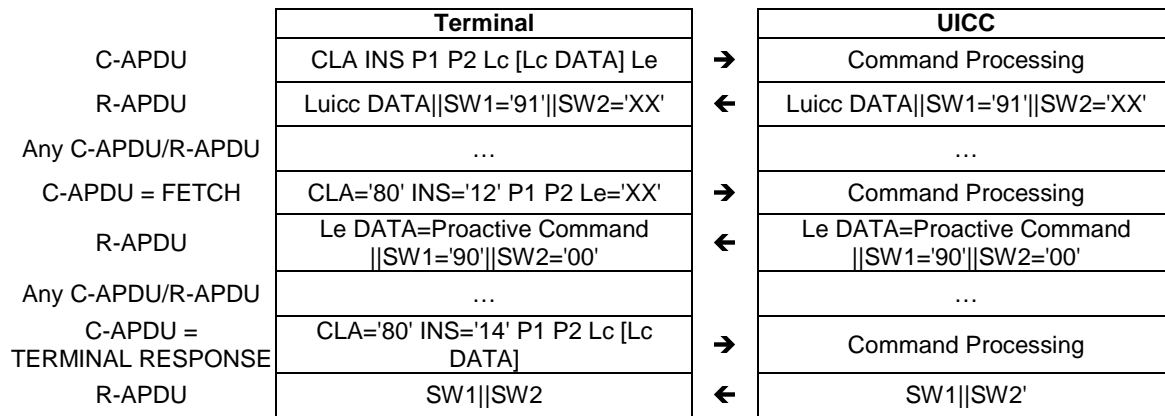 Terminal UICC
C-APDU CLA INS P1 P2 Lc [Lc DATA] Le ➔ Command Processing
R-APDU Luicc DATA||SW1='91'||SW2='XX' 🡸 Luicc DATA||SW1='91'||SW2='XX'
Any C-APDU/R-APDU … …
C-APDU = FETCH CLA='80' INS='12' P1 P2 Le='XX' ➔ Command Processing
R-APDU Le DATA=Proactive Command
||SW1='90'||SW2='00' 🡸 Le DATA=Proactive Command
||SW1='90'||SW2='00'
Any C-APDU/R-APDU … …
C-APDU =
TERMINAL RESPONSE CLA='80' INS='14' P1 P2 Lc [Lc
DATA] ➔ Command Processing
R-APDU SW1||SW2 🡸 SW1||SW2'